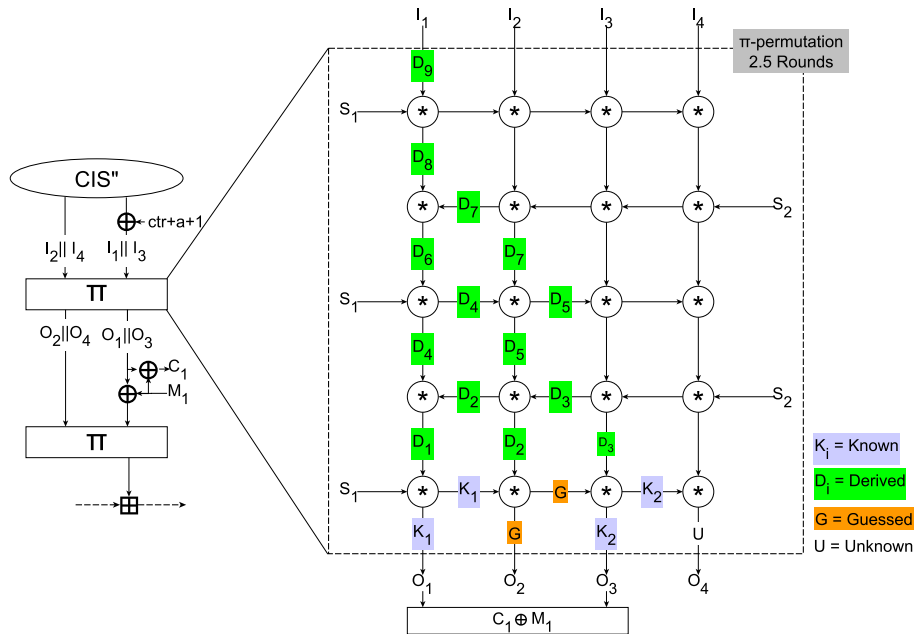 I₁ I₂ I₃ I₄
π-permutation
2.5 Rounds
D₉
S₁ * * * *
D₈
CIS"
ctr+a+1
* D₇ * * * S₂
I₂|| I₄ I₁|| I₃
D₆ D₇
π
S₁ * D₄ * D₅ * *
O₂||O₄ O₁||O₃
D₄ D₅
C₁
M₁
* D₂ * D₃ * * S₂
π
D₁ D₂ D₃
Kᵢ = Known
Dᵢ = Derived
G = Guessed
U = Unknown
S₁ * K₁ * G * K₂ *
K₁ G K₂ U
O₁ O₂ O₃ O₄
C₁ ⊕ M₁